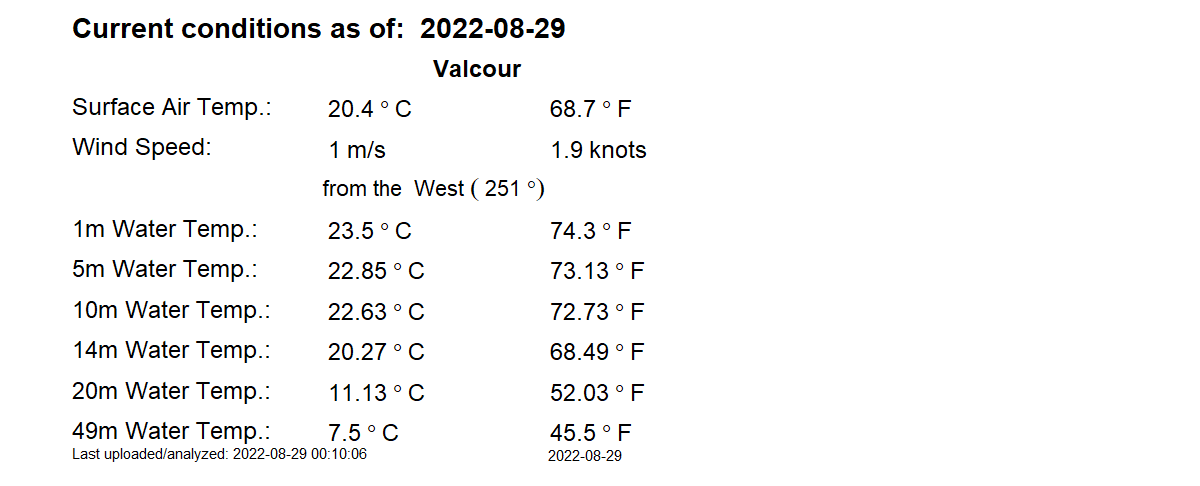 Current conditions as of: 2022-08-29
Valcour
Surface Air Temp.: 20.4 ° C 68.7 ° F
Wind Speed: 1 m/s 1.9 knots
from the West ( 251 °)
1m Water Temp.: 23.5 ° C 74.3 ° F
5m Water Temp.: 22.85 ° C 73.13 ° F
10m Water Temp.: 22.63 ° C 72.73 ° F
14m Water Temp.: 20.27 ° C 68.49 ° F
20m Water Temp.: 11.13 ° C 52.03 ° F
49m Water Temp.: 7.5 ° C 45.5 ° F
Last uploaded/analyzed: 2022-08-29 00:10:06 2022-08-29